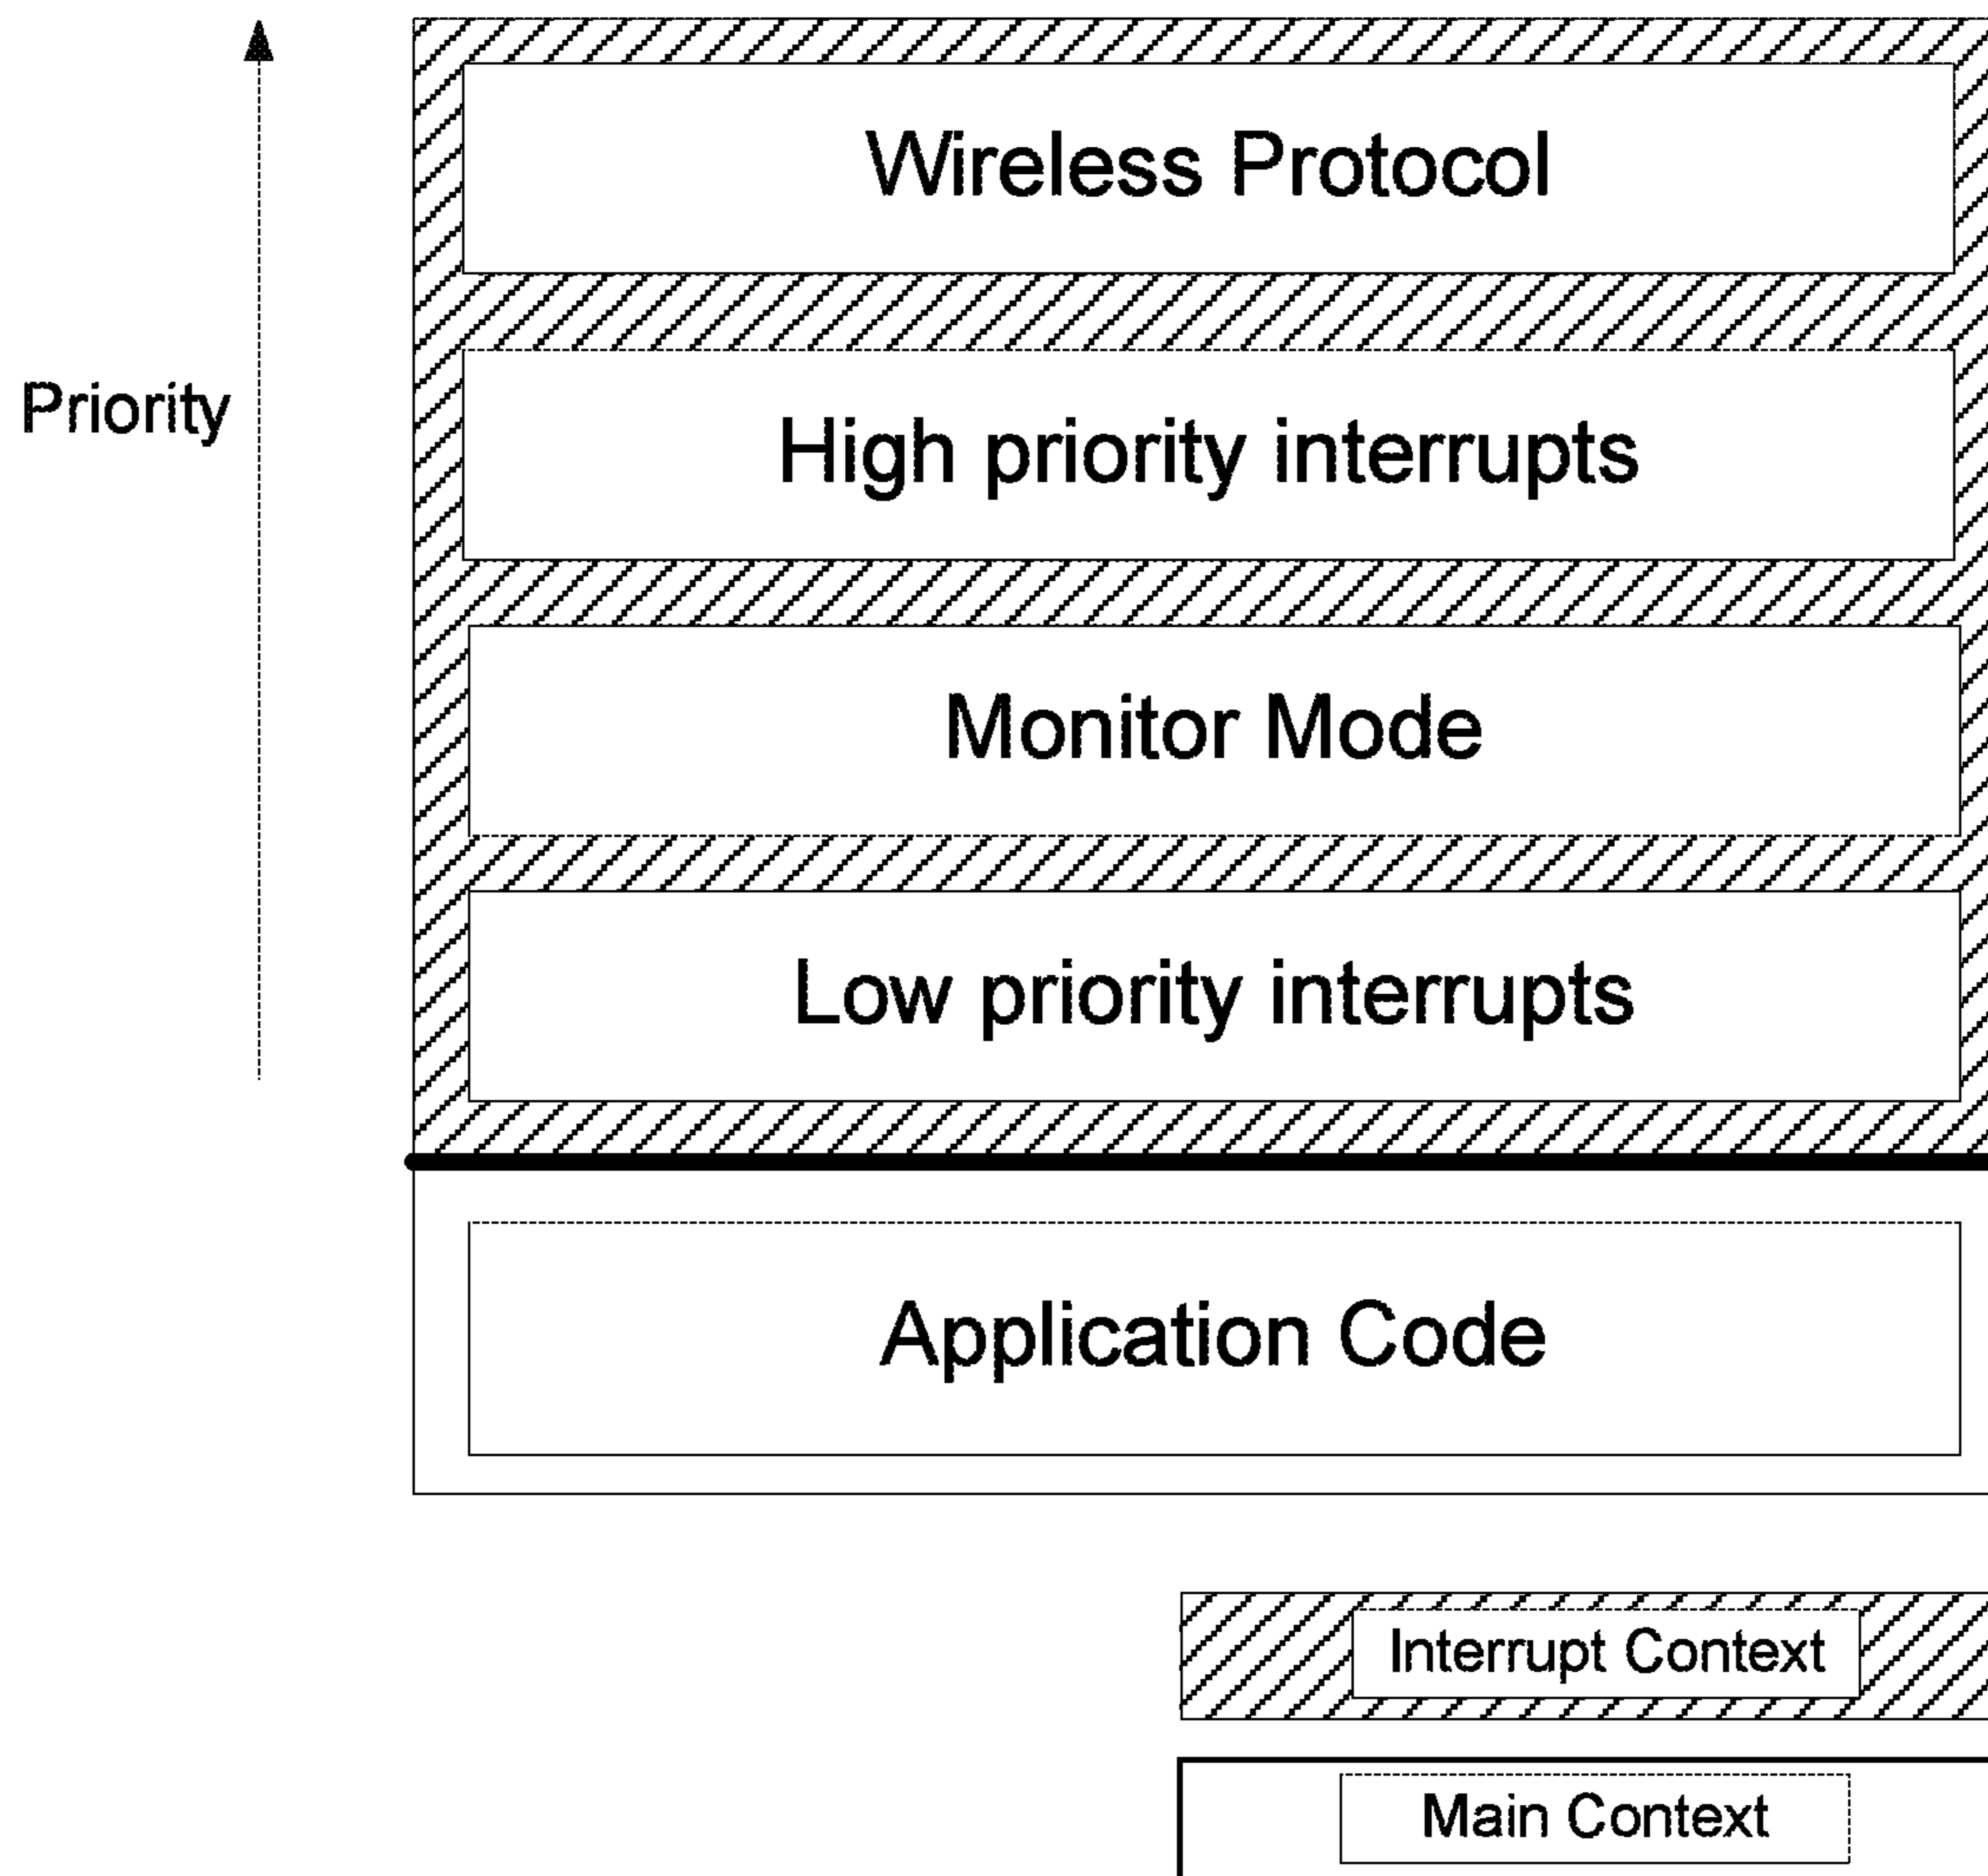 Wireless Protocol
Priority
High priority interrupts
Monitor Mode
Low priority interrupts
Application Code
Interrupt Context
Main Context